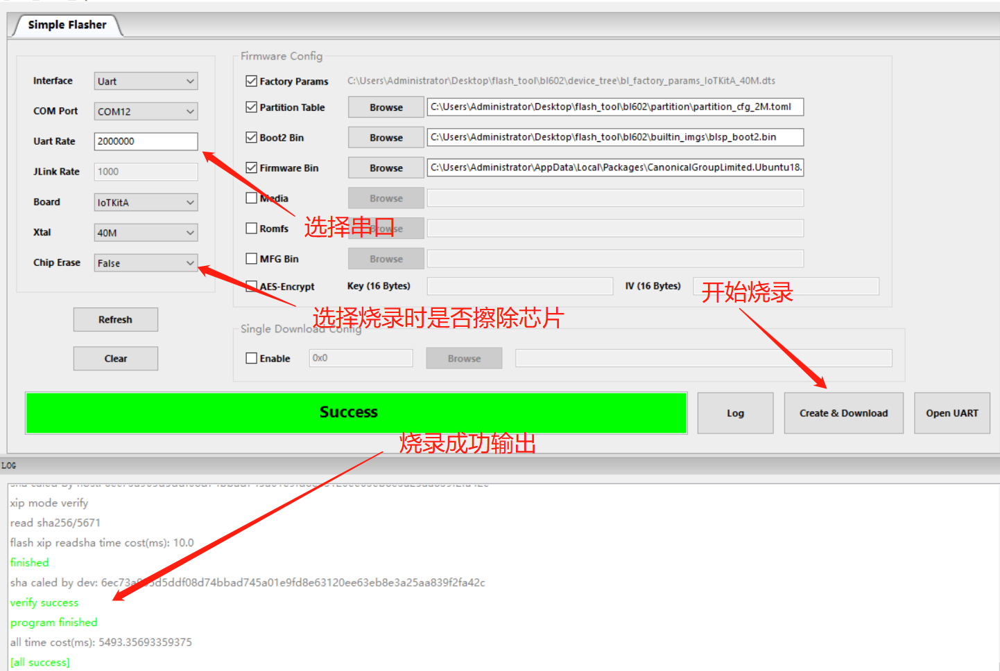 Simple Flasher
Firmware Config
Interface Uart
COM Port COM12
Uart Rate 2000000
JLink Rate 1000
Board IoTKitA
Xtal 40M
Chip Erase False
Refresh
Clear
Factory Params C:\Users\Administrator\Desktop\flash_tool\bl602\device_tree\bl_factory_params_IoTKitA_40M.dts
Partition Table Browse C:\Users\Administrator\Desktop\flash_tool\bl602\partition\partition_cfg_2M.toml
Boot2 Bin Browse C:\Users\Administrator\Desktop\flash_tool\bl602\builtin_imgs\blsp_boot2.bin
Firmware Bin Browse C:\Users\Administrator\AppData\Local\Packages\CanonicalGroupLimited.Ubuntu18.
Media Browse
选择串口
Romfs Browse
MFG Bin Browse
AES-Encrypt Key (16 Bytes) IV (16 Bytes)
开始烧录
选择烧录时是否擦除芯片
Single Download Config
Enable 0x0 Browse
Success
Log
Create & Download
Open UART
烧录成功输出
LOG
xip mode verify
read sha256/5671
flash xip readsha time cost(ms): 10.0
finished
sha caled by dev:
verify success
program finished
all time cost(ms): 5493.35693359375
[all success]